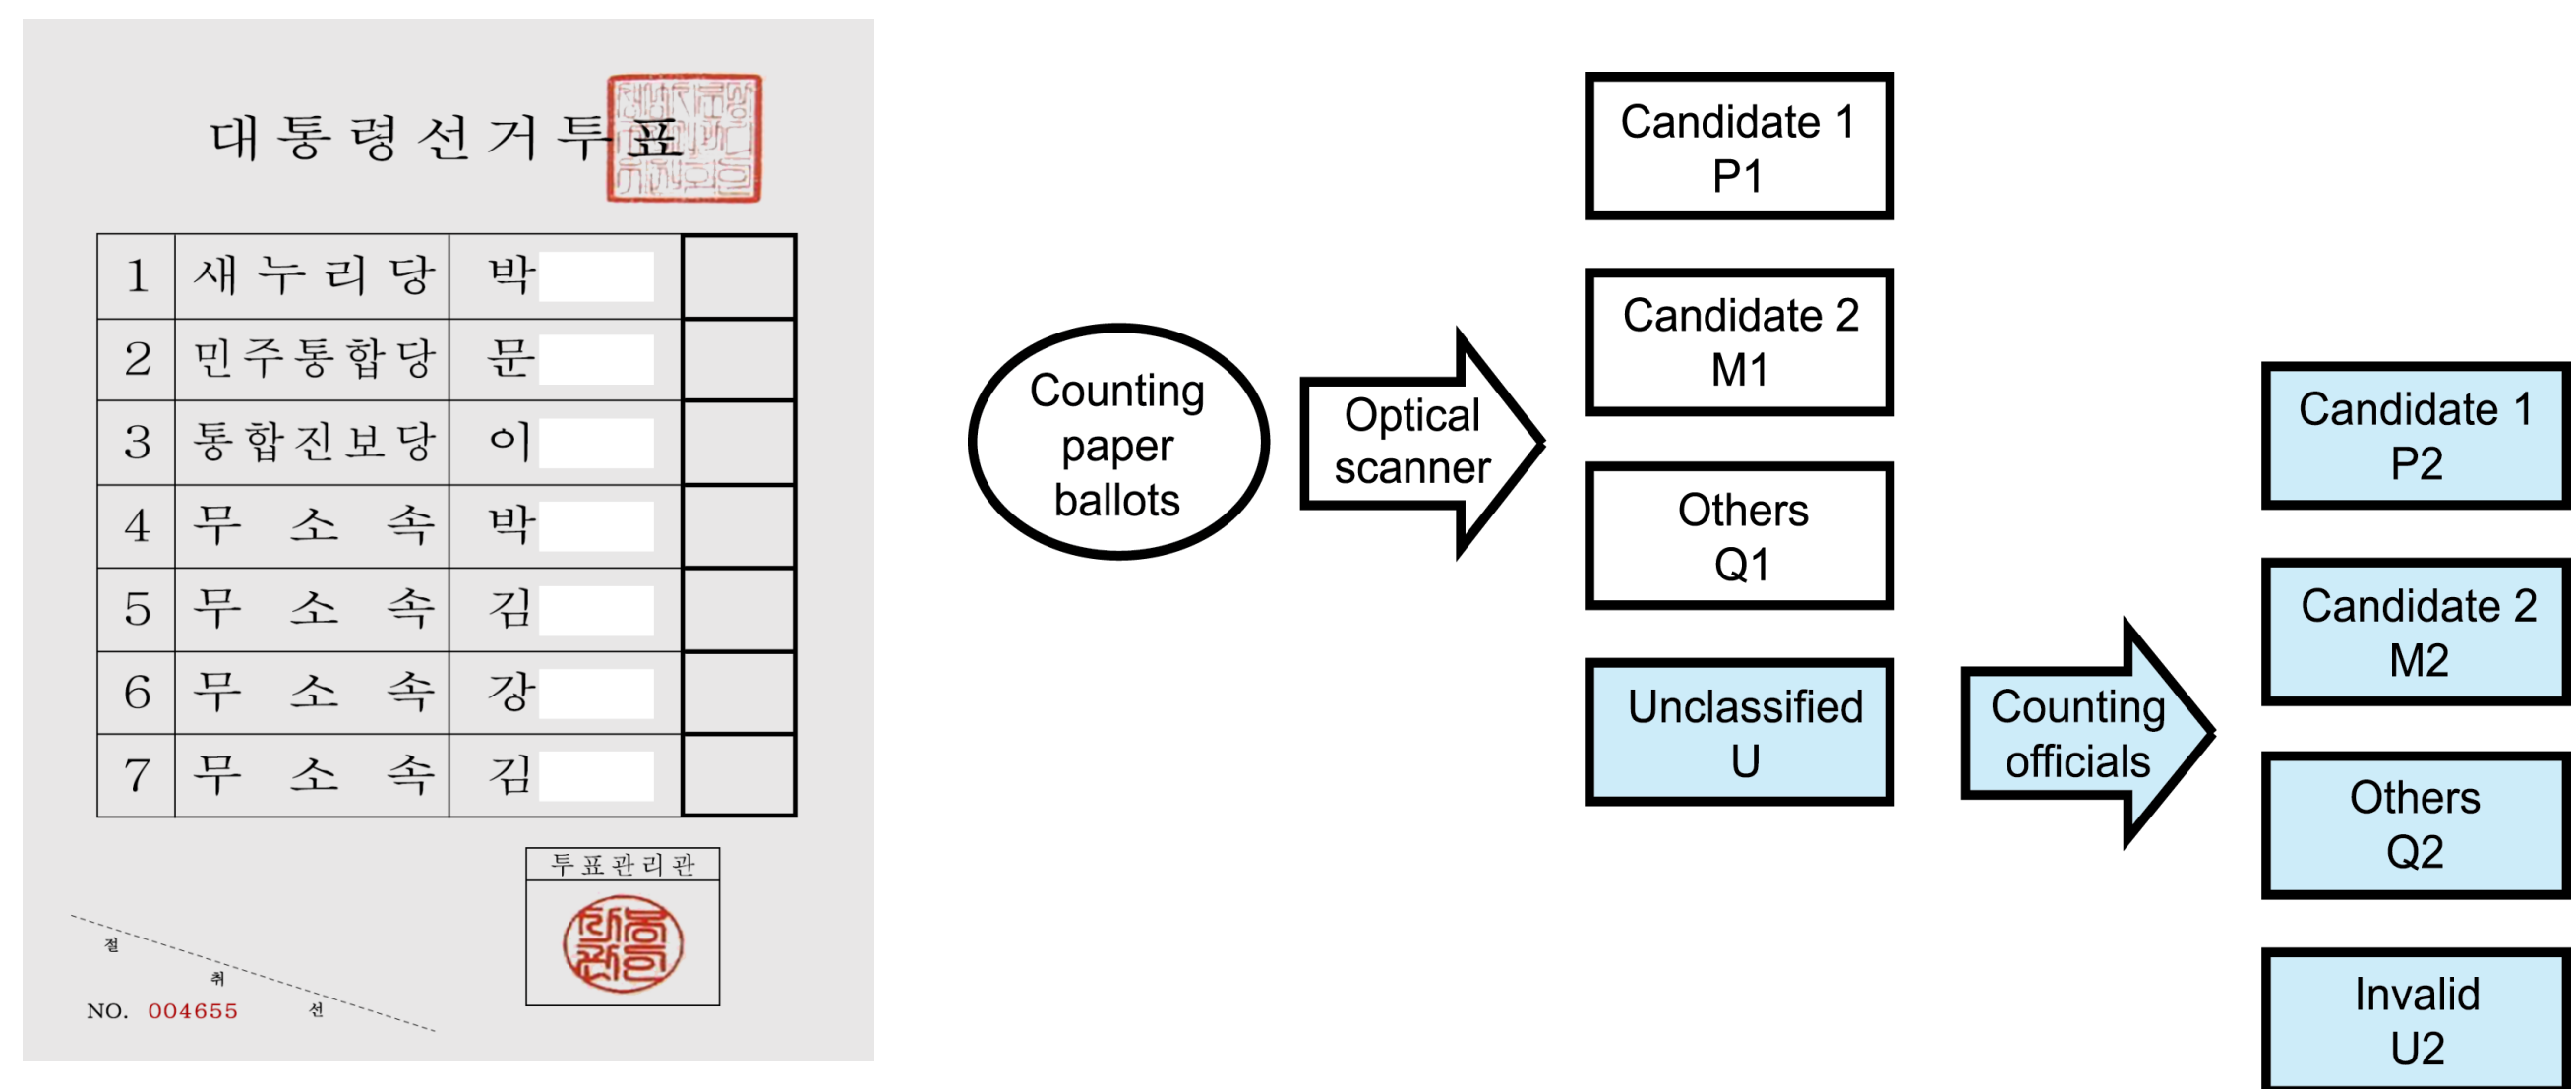 대통령선거투표
1 새누리당 박
2 민주통합당 문
3 통합진보당 이
4 무소속 박
5 무소속 김
6 무소속 강
7 무소속 김
투표관리관
절
취
선
NO. 004655
Counting
paper
ballots
Optical
scanner
Candidate 1
P1
Candidate 2
M1
Others
Q1
Unclassified
U
Counting
officials
Candidate 1
P2
Candidate 2
M2
Others
Q2
Invalid
U2